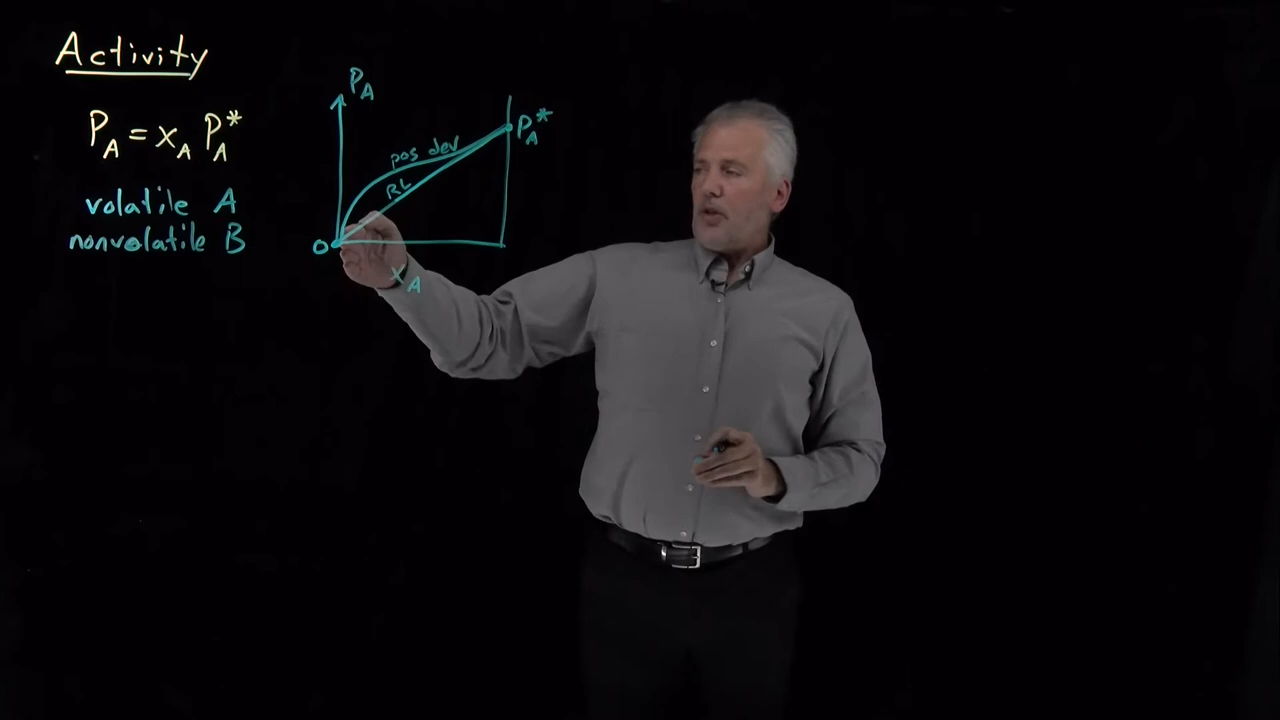 Activity
P_A = x_A P_A^*
volatile A
nonvolatile B
P_A
pos dev
P_A^*
RL
0
x_A